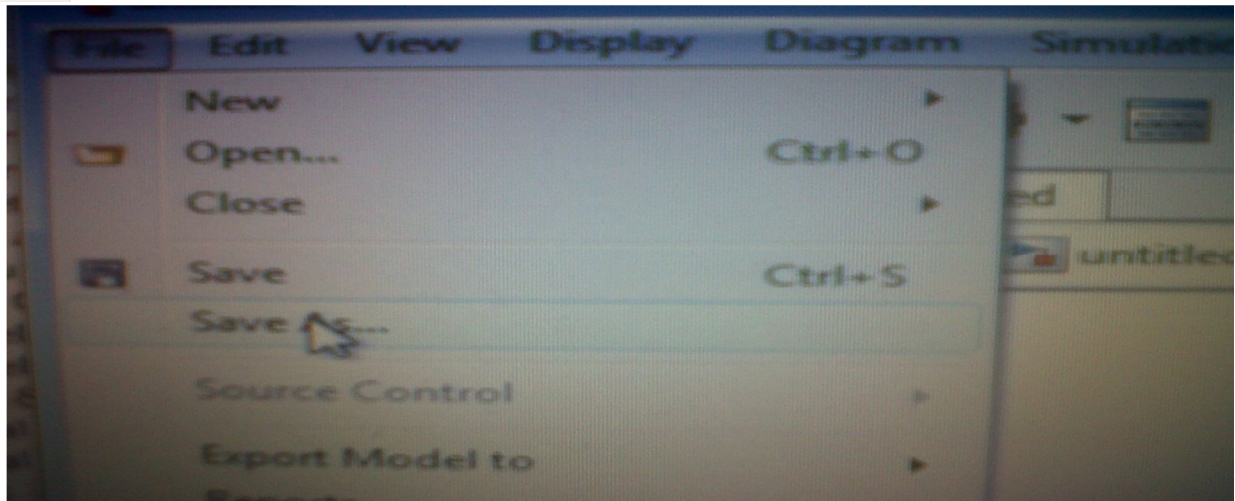 File Edit View Display Diagram
New
Open... Ctrl+O
Close
Save Ctrl+S
untitled
Save As...
Source Control
Export Model to